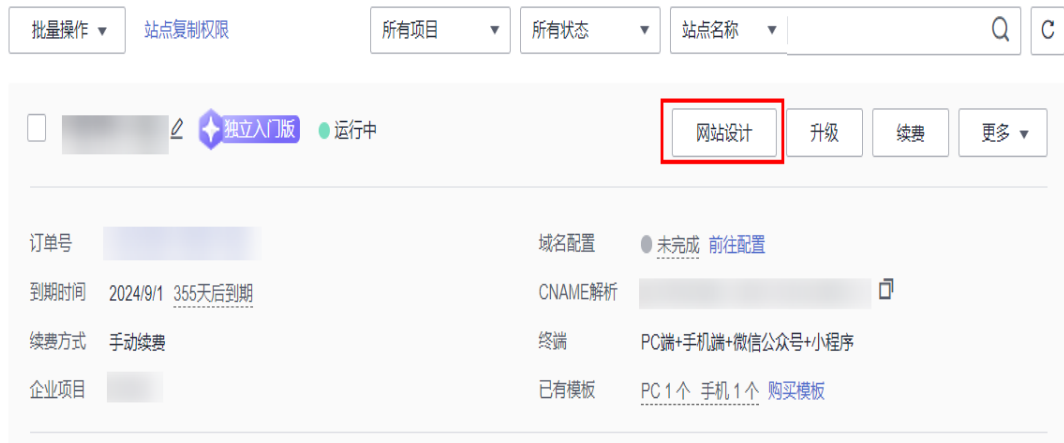 批量操作 站点复制权限 所有项目 所有状态 站点名称
独立入门版 运行中 网站设计 升级 续费 更多
订单号 域名配置 未完成 前往配置
到期时间 2024/9/1 355天后到期 CNAME解析
续费方式 手动续费 终端 PC端+手机端+微信公众号+小程序
企业项目 已有模板 PC 1 个 手机 1 个 购买模板